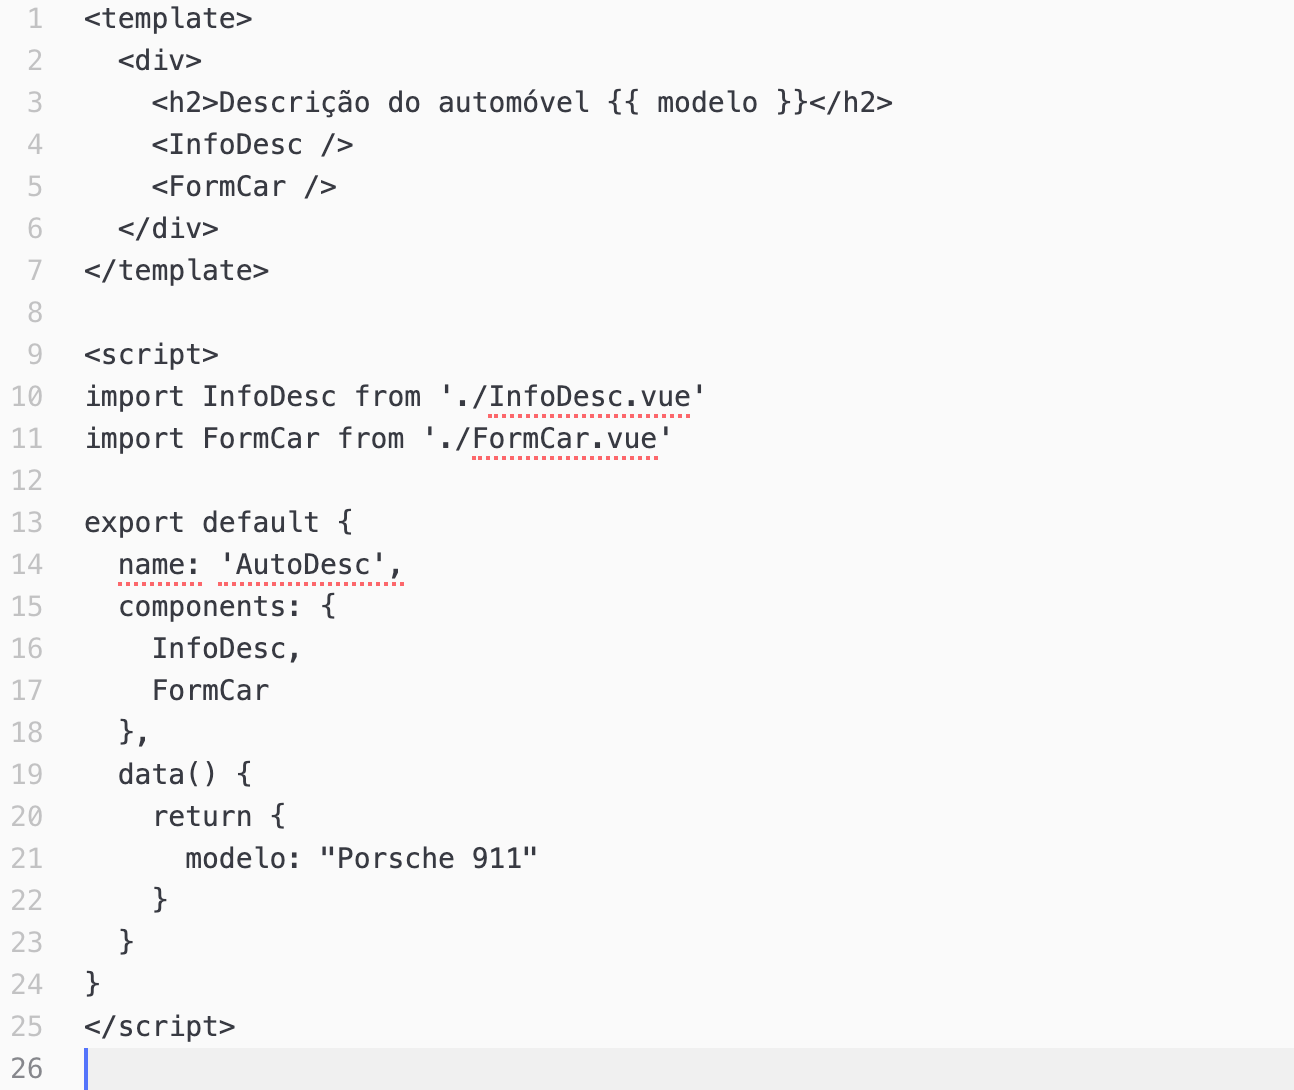 1 <template>
2   <div>
3     <h2>Descrição do automóvel {{ modelo }}</h2>
4     <InfoDesc />
5     <FormCar />
6   </div>
7 </template>
8
9 <script>
10 import InfoDesc from './InfoDesc.vue'
11 import FormCar from './FormCar.vue'
12
13 export default {
14   name: 'AutoDesc',
15   components: {
16     InfoDesc,
17     FormCar
18   },
19   data() {
20     return {
21       modelo: "Porsche 911"
22     }
23   }
24 }
25 </script>
26